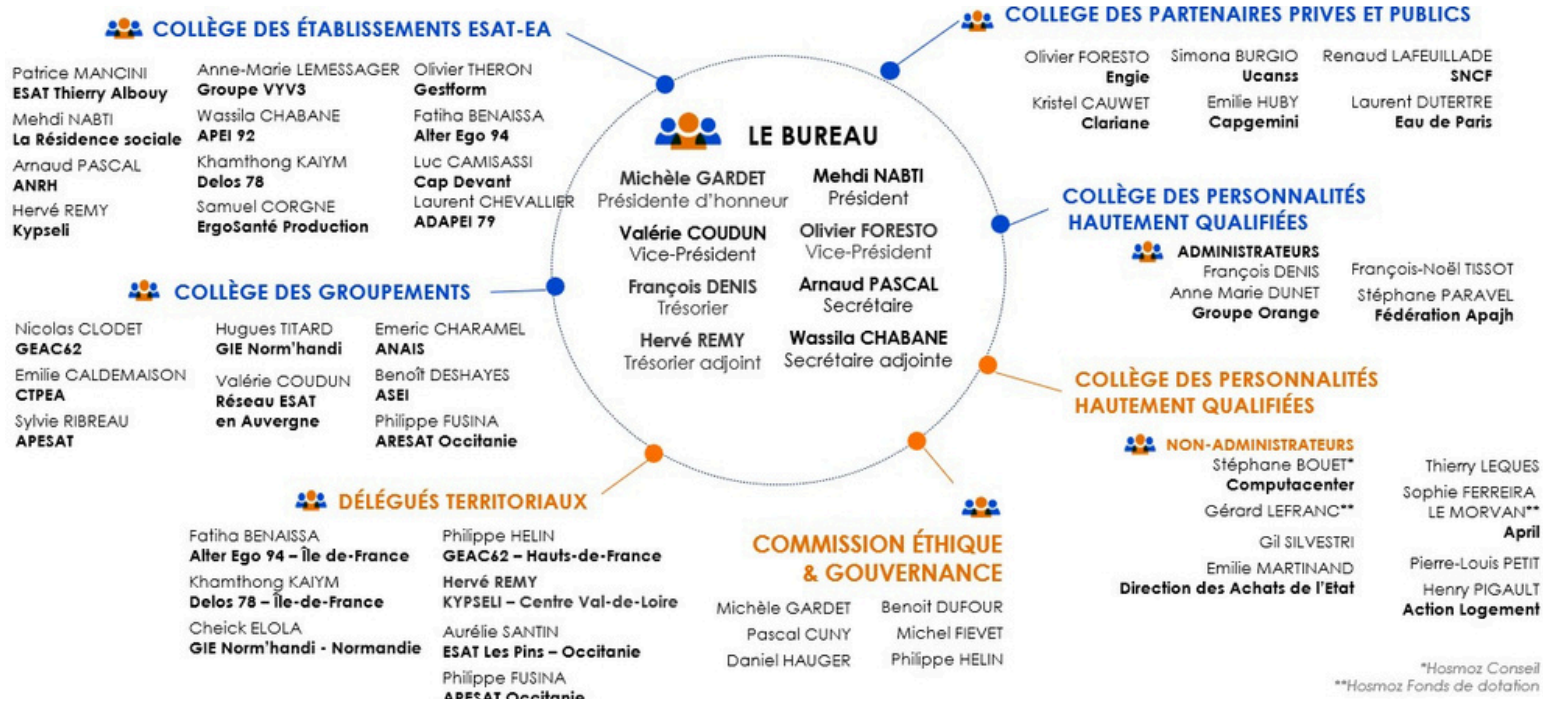 COLLÈGE DES ÉTABLISSEMENTS ESAT-EA
Patrice MANCINI
ESAT Thierry Albouy
Mehdi NABTI
La Résidence sociale
Arnaud PASCAL
ANRH
Hervé REMY
Kypseli
Anne-Marie LEMESSAGER
Groupe VYV3
Wassila CHABANE
APEI 92
Khamthong KAIYM
Delos 78
Samuel CORGNE
ErgoSanté Production
Olivier THERON
Gestform
Fatiha BENAISSA
Alter Ego 94
Luc CAMISASSI
Cap Devant
Laurent CHEVALLIER
ADAPEI 79
COLLÈGE DES GROUPEMENTS
Nicolas CLODET
GEAC62
Emilie CALDEMAISON
CTPEA
Sylvie RIBREAU
APESAT
Hugues TITARD
GIE Norm'handi
Valérie COUDUN
Réseau ESAT
en Auvergne
Emeric CHARAMEL
ANAIS
Benoît DESHAYES
ASEI
Philippe FUSINA
ARESAT Occitanie
LE BUREAU
Michèle GARDET
Présidente d'honneur
Mehdi NABTI
Président
Valérie COUDUN
Vice-Président
Olivier FORESTO
Vice-Président
François DENIS
Trésorier
Arnaud PASCAL
Secrétaire
Hervé REMY
Trésorier adjoint
Wassila CHABANE
Secrétaire adjointe
COLLEGE DES PARTENAIRES PRIVES ET PUBLICS
Olivier FORESTO
Engie
Kristel CAUWET
Clariane
Simona BURGIO
Ucanss
Emilie HUBY
Capgemini
Renaud LAFEUILLADE
SNCF
Laurent DUTERTRE
Eau de Paris
COLLÈGE DES PERSONNALITÉS
HAUTEMENT QUALIFIÉES
ADMINISTRATEURS
François DENIS
Anne Marie DUNET
Groupe Orange
François-Noël TISSOT
Stéphane PARAVEL
Fédération Apajh
COLLÈGE DES PERSONNALITÉS
HAUTEMENT QUALIFIÉES
NON-ADMINISTRATEURS
Stéphane BOUET*
Computacenter
Gérard LEFRANC**
Gil SILVESTRI
Emilie MARTINAND
Direction des Achats de l'Etat
Thierry LEQUES
Sophie FERREIRA
LE MORVAN**
April
Pierre-Louis PETIT
Henry PIGAULT
Action Logement
DÉLÉGUÉS TERRITORIAUX
Fatiha BENAISSA
Alter Ego 94 – Île de-France
Khamthong KAIYM
Delos 78 – Île-de-France
Cheick ELOLA
GIE Norm'handi - Normandie
Philippe HELIN
GEAC62 – Hauts-de-France
Hervé REMY
KYPSELI – Centre Val-de-Loire
Aurélie SANTIN
ESAT Les Pins – Occitanie
Philippe FUSINA
ARESAT Occitanie
COMMISSION ÉTHIQUE
& GOUVERNANCE
Michèle GARDET
Pascal CUNY
Daniel HAUGER
Benoit DUFOUR
Michel FIEVET
Philippe HELIN
*Hosmoz Conseil
**Hosmoz Fonds de dotation